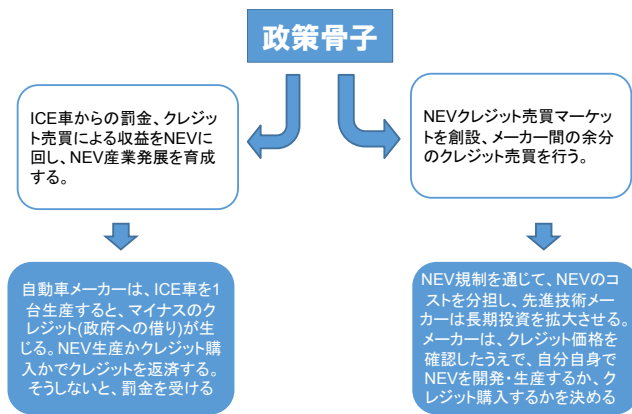 政策骨子
ICE車からの罰金、クレジ
ット売買による収益をNEVに
回し、NEV産業発展を育成
する。
NEVクレジット売買マーケッ
トを創設、メーカー間の余分
のクレジット売買を行う。
自動車メーカーは、ICE車を1
台生産すると、マイナスのク
レジット(政府への借り)が生
じる。NEV生産かクレジット購
入かでクレジットを返済する。
そうしないと、罰金を受ける
NEV規制を通じて、NEVのコ
ストを分担し、先進技術メー
カーは長期投資を拡大させる。
メーカーは、クレジット価格を
確認したうえで、自分自身で
NEVを開発・生産するか、ク
レジット購入するかを決める